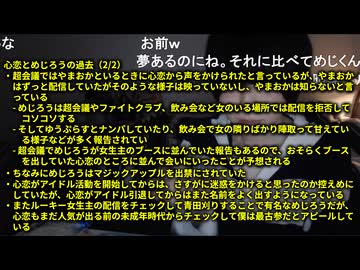 な
お前w
夢あるのにね。それに比べてめじくん
心恋とめじろうの過去(2/2)
・超会議ではやまおかといるときに心恋から声をかけられたと言っているが、やまおか
はずっと配信していたがそのような様子は映っていないし、やまおかは知らないと言
っている
- めじろうは超会議やファイトクラブ、飲み会など女のいる場所では配信を拒否して
コソコソする
- そしてゆうぷらすとナンパしていたり、飲み会で女の隣りばかり陣取って甘えてい
る様子などが多く報告されてい
- 超会議でめじろうが女生主のブースに並んでいた報告もあるので、おそらくブース
を出していた心恋のところに並んで会いにいったことが予想される
・ちなみにめじろうはマジックアップルを出禁にされていた
・心恋がアイドル活動を開始してからは、さすがに迷惑をかけると思ったのか控えめに
していたが、心恋がアイドル引退してからはまた名前をよく出すようになっている
・またルーキー女生主の配信をチェックして青田刈りすることで有名なめじろうだが、
心恋もまだ人気が出る前の未成年時代からチェックして僕は最古参だとアピールして
いる